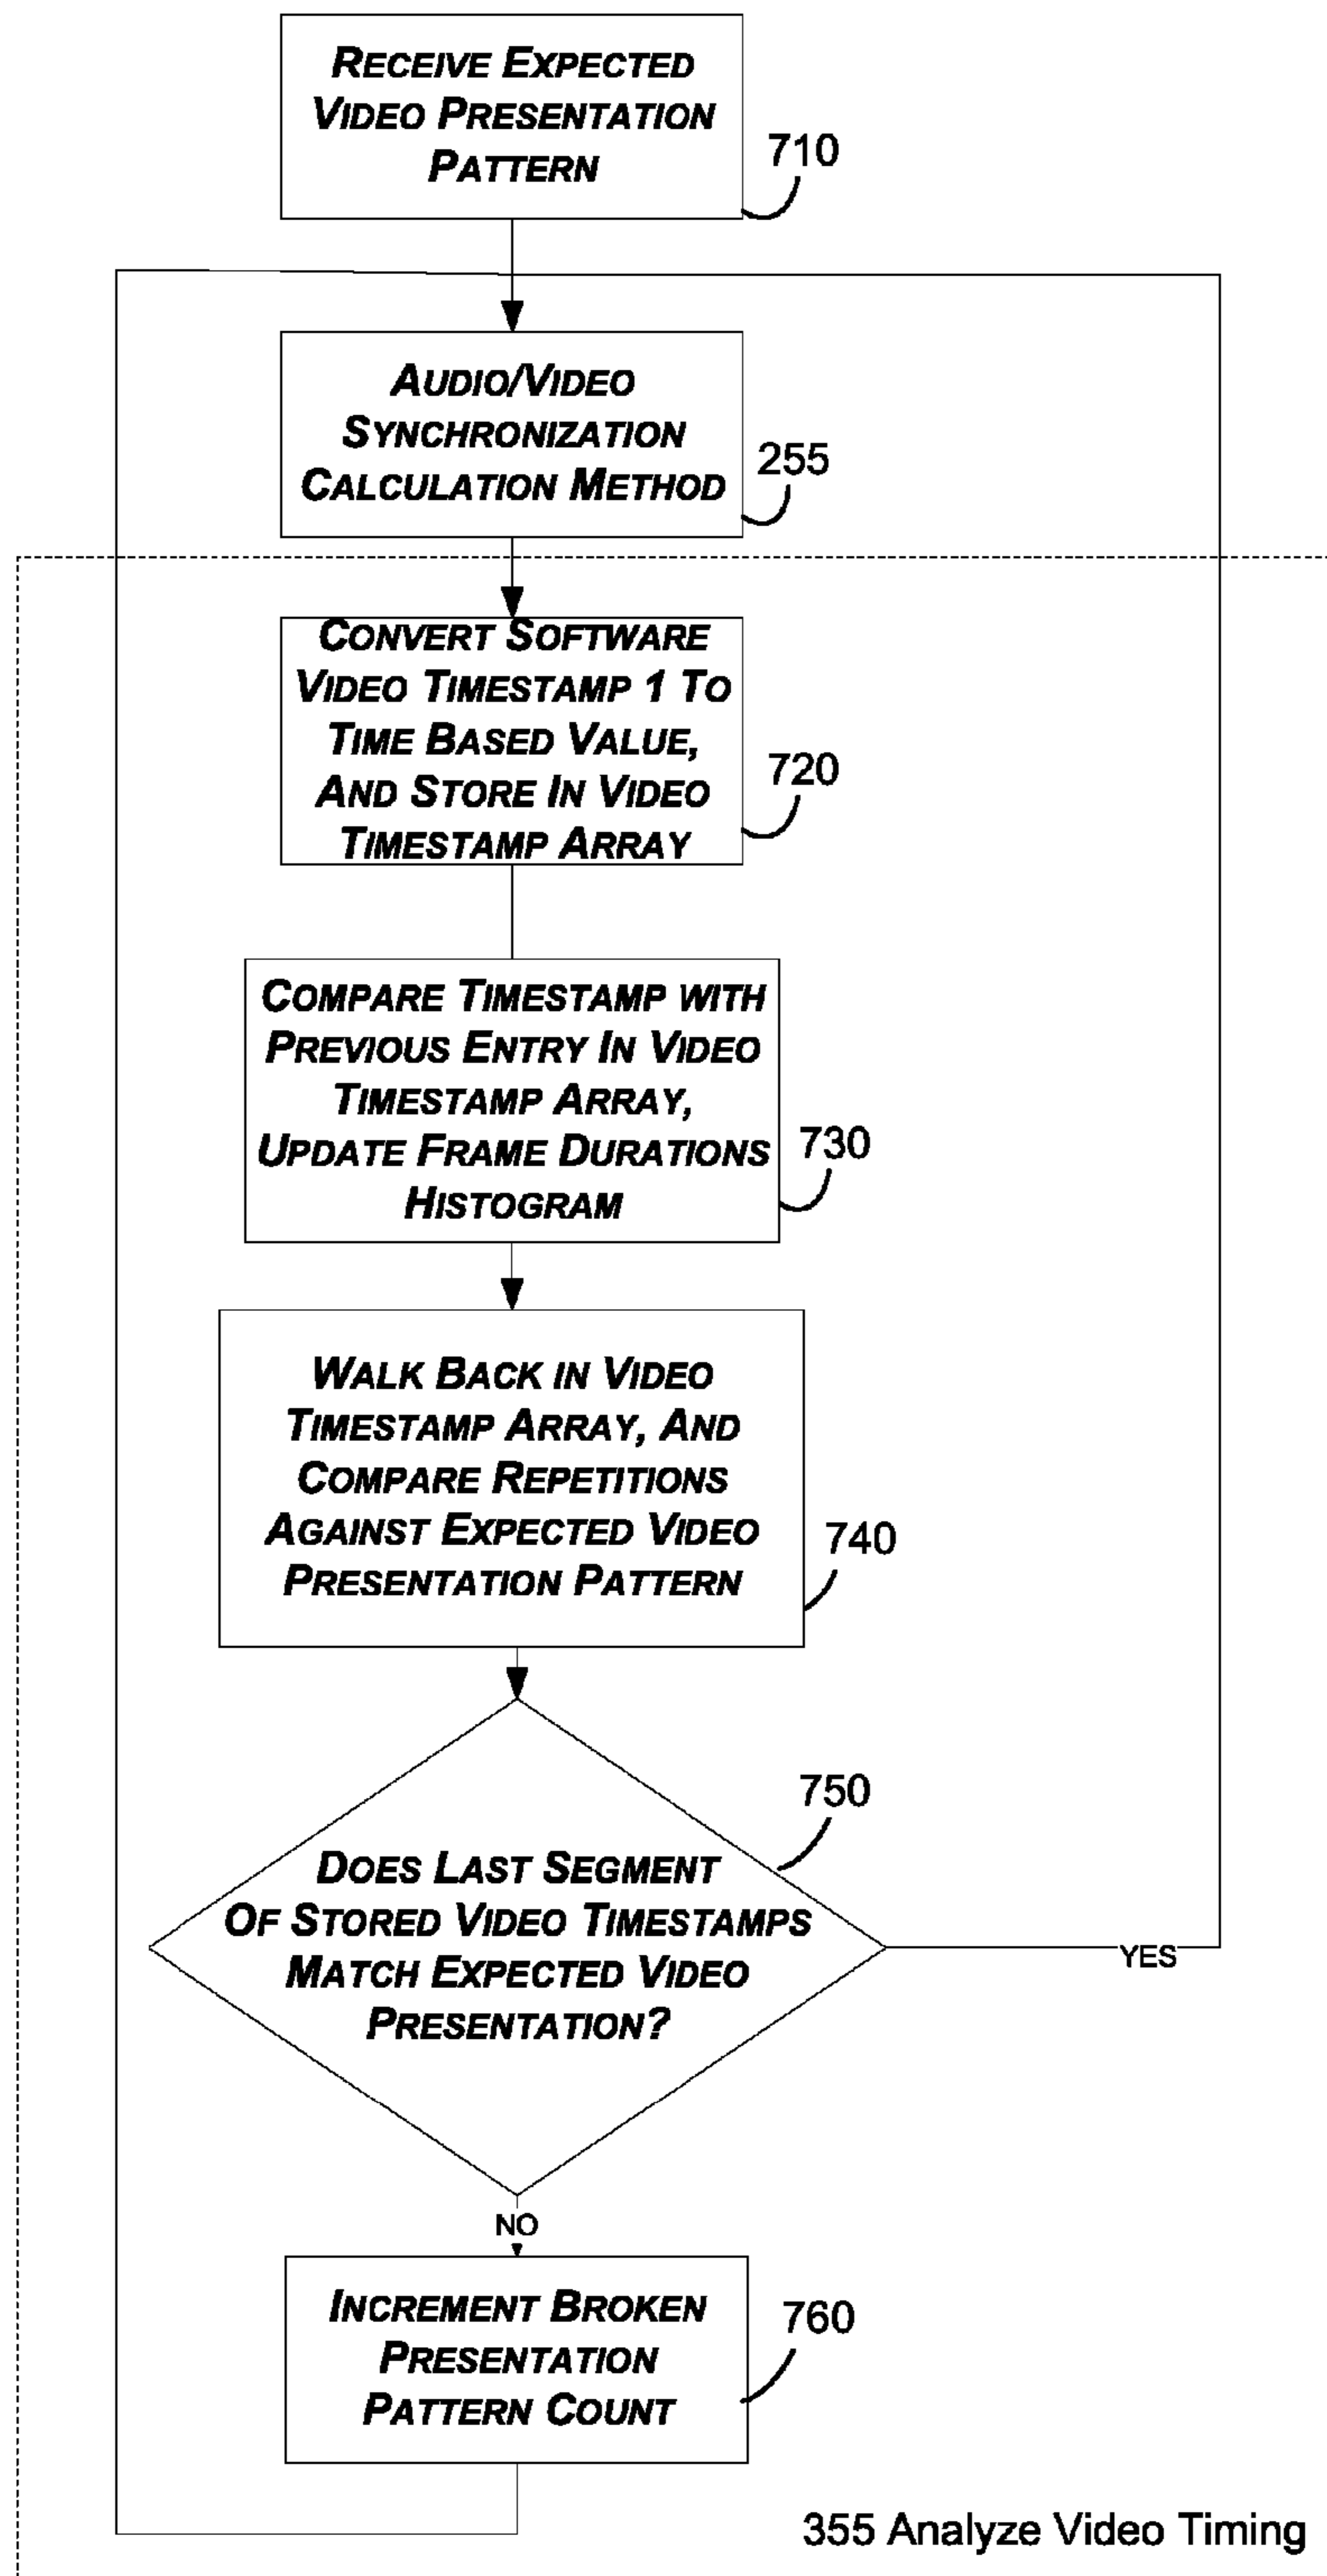 RECEIVE EXPECTED
VIDEO PRESENTATION
PATTERN
710
AUDIO/VIDEO
SYNCHRONIZATION
CALCULATION METHOD
255
CONVERT SOFTWARE
VIDEO TIMESTAMP 1 TO
TIME BASED VALUE,
AND STORE IN VIDEO
TIMESTAMP ARRAY
720
COMPARE TIMESTAMP WITH
PREVIOUS ENTRY IN VIDEO
TIMESTAMP ARRAY,
UPDATE FRAME DURATIONS
HISTOGRAM
730
WALK BACK IN VIDEO
TIMESTAMP ARRAY, AND
COMPARE REPETITIONS
AGAINST EXPECTED VIDEO
PRESENTATION PATTERN
740
750
DOES LAST SEGMENT
OF STORED VIDEO TIMESTAMPS
MATCH EXPECTED VIDEO
PRESENTATION?
YES
NO
INCREMENT BROKEN
PRESENTATION
PATTERN COUNT
760
355 Analyze Video Timing